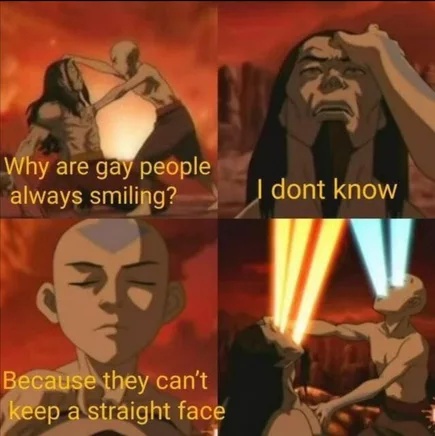 Why are gay people
always smiling?
I dont know
Because they can't
keep a straight face